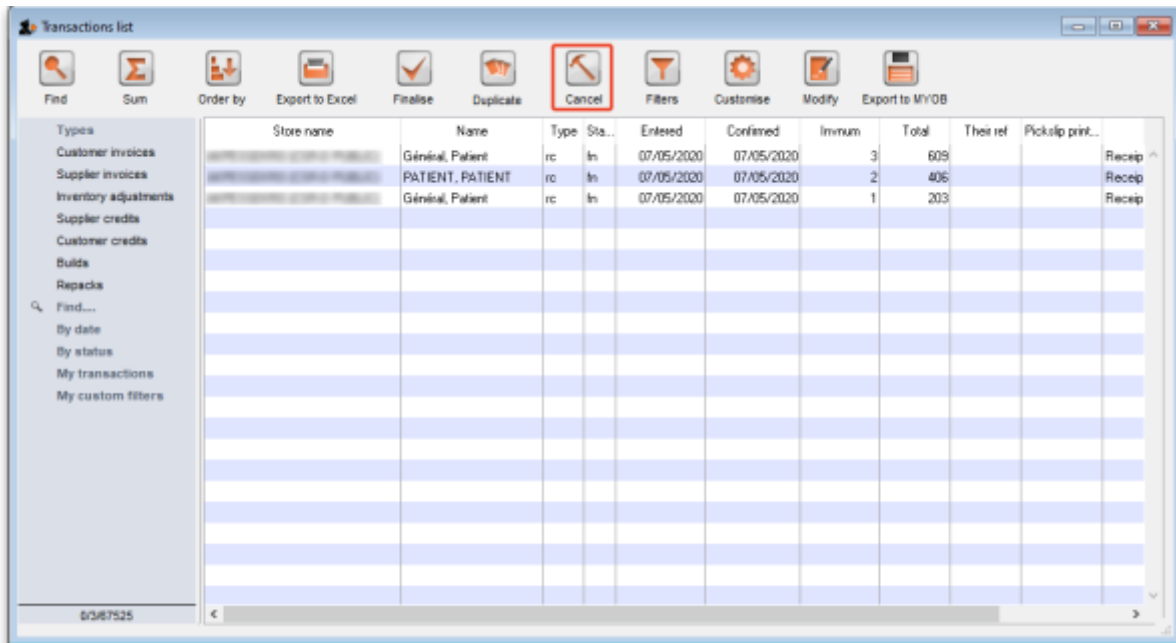 Transactions list
Find Sum Order by Export to Excel Finalise Duplicate Cancel Filters Customise Modify Export to MYOB
Types
Customer invoices
Supplier invoices
Inventory adjustments
Supplier credits
Customer credits
Builds
Repacks
Find...
By date
By status
My transactions
My custom filters
0/3/67525
Store name Name Type Sta... Entered Confirmed Invnum Total Their ref Pickslip print...
Général, Patient rc fn 07/05/2020 07/05/2020 3 609 Receip
PATIENT, PATIENT rc fn 07/05/2020 07/05/2020 2 406 Receip
Général, Patient rc fn 07/05/2020 07/05/2020 1 203 Receip